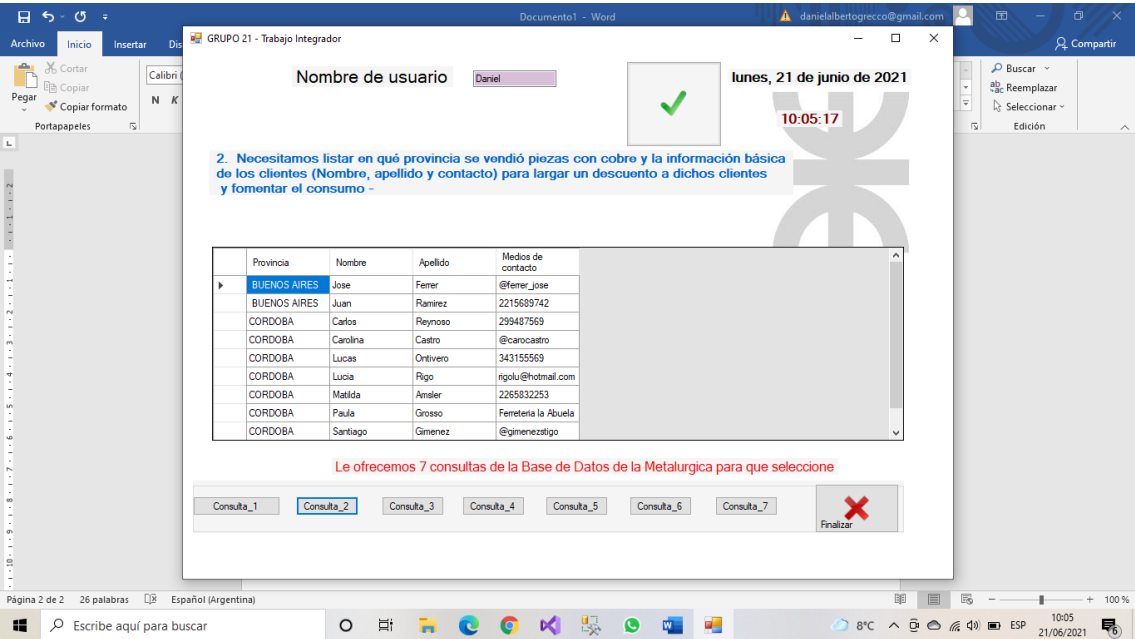 Documento1 - Word
danielalbertogrecco@gmail.com
Archivo Inicio Insertar Dis
Compartir
GRUPO 21 - Trabajo Integrador
Pegar
Cortar
Copiar
Copiar formato
Portapapeles
Calibri (
N K
Buscar
Reemplazar
Seleccionar
Edición
Nombre de usuario Daniel
lunes, 21 de junio de 2021
10:05:17
2. Necesitamos listar en qué provincia se vendió piezas con cobre y la información básica
de los clientes (Nombre, apellido y contacto) para largar un descuento a dichos clientes
y fomentar el consumo -
Provincia Nombre Apellido Medios de contacto
BUENOS AIRES Jose Ferrer @ferrer_jose
BUENOS AIRES Juan Ramirez 2215689742
CORDOBA Carlos Reynoso 299487569
CORDOBA Carolina Castro @carocastro
CORDOBA Lucas Ontivero 343155569
CORDOBA Lucia Rigo rigolu@hotmail.com
CORDOBA Matilda Amsler 2265832253
CORDOBA Paula Grosso Ferreteria la Abuela
CORDOBA Santiago Gimenez @gimenezstigo
Le ofrecemos 7 consultas de la Base de Datos de la Metalurgica para que seleccione
Consulta_1 Consulta_2 Consulta_3 Consulta_4 Consulta_5 Consulta_6 Consulta_7
Finalizar
Página 2 de 2 26 palabras Español (Argentina) 100 %
Escribe aquí para buscar
8°C ESP 10:05
21/06/2021
6